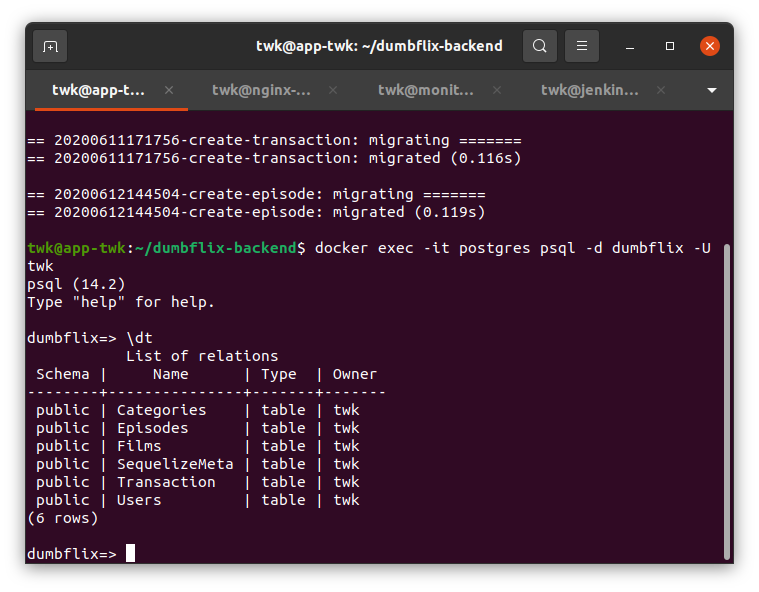 twk@app-twk: ~/dumbflix-backend
twk@app-t... twk@nginx-... twk@monit... twk@jenkin...
== 20200611171756-create-transaction: migrating =======
== 20200611171756-create-transaction: migrated (0.116s)
== 20200612144504-create-episode: migrating =======
== 20200612144504-create-episode: migrated (0.119s)
twk@app-twk:~/dumbflix-backend$ docker exec -it postgres psql -d dumbflix -U
twk
psql (14.2)
Type "help" for help.
dumbflix=> \dt
           List of relations
 Schema |     Name      | Type  | Owner
--------+---------------+-------+-------
 public | Categories    | table | twk
 public | Episodes      | table | twk
 public | Films         | table | twk
 public | SequelizeMeta | table | twk
 public | Transaction   | table | twk
 public | Users         | table | twk
(6 rows)
dumbflix=>